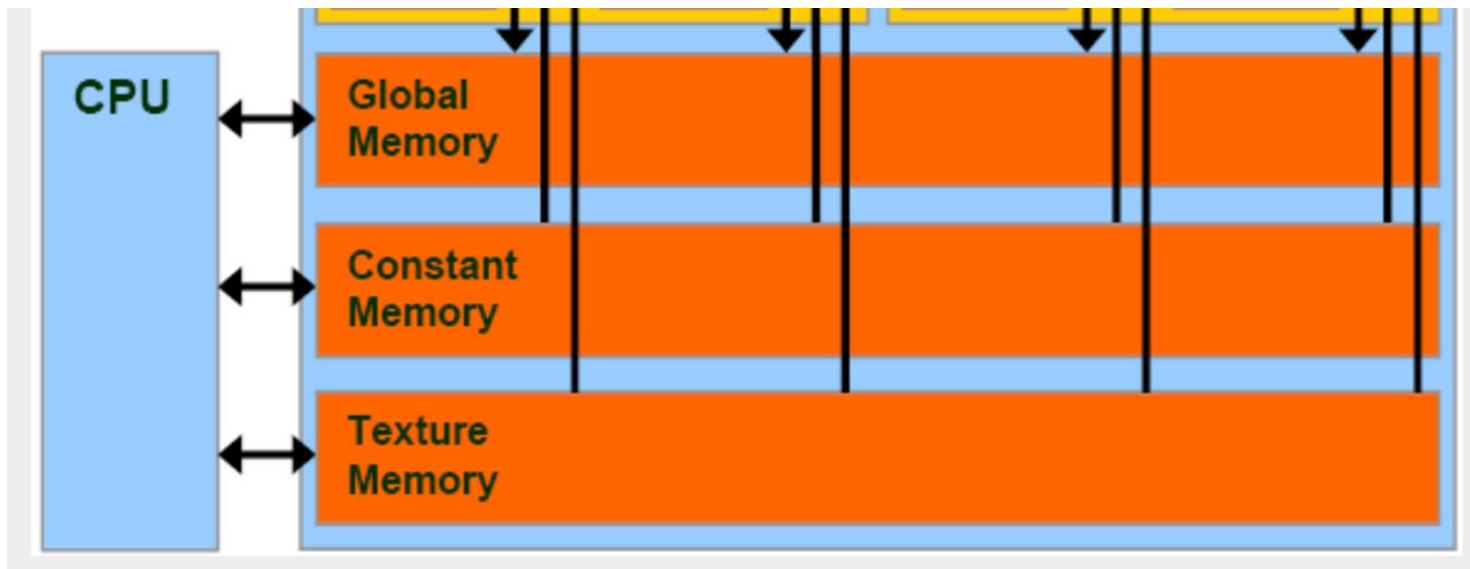 CPU
Global
Memory
Constant
Memory
Texture
Memory